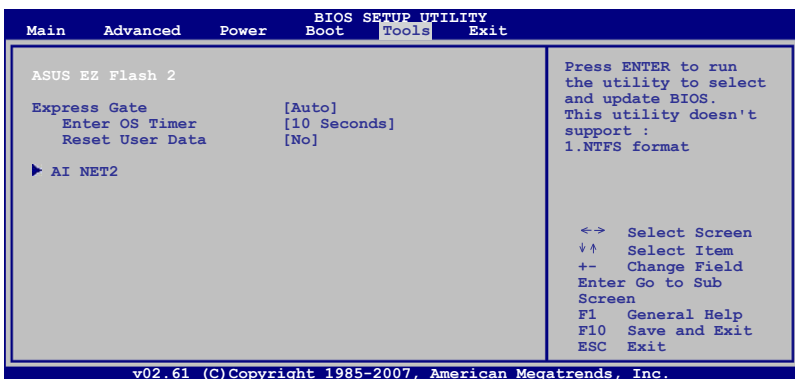 BIOS SETUP UTILITY
Main Advanced Power Boot Tools Exit
ASUS EZ Flash 2
Express Gate [Auto]
Enter OS Timer [10 Seconds]
Reset User Data [No]
AI NET2
Press ENTER to run
the utility to select
and update BIOS.
This utility doesn't
support :
1.NTFS format
←→ Select Screen
↓↑ Select Item
+- Change Field
Enter Go to Sub
Screen
F1 General Help
F10 Save and Exit
ESC Exit
v02.61 (C)Copyright 1985-2007, American Megatrends, Inc.